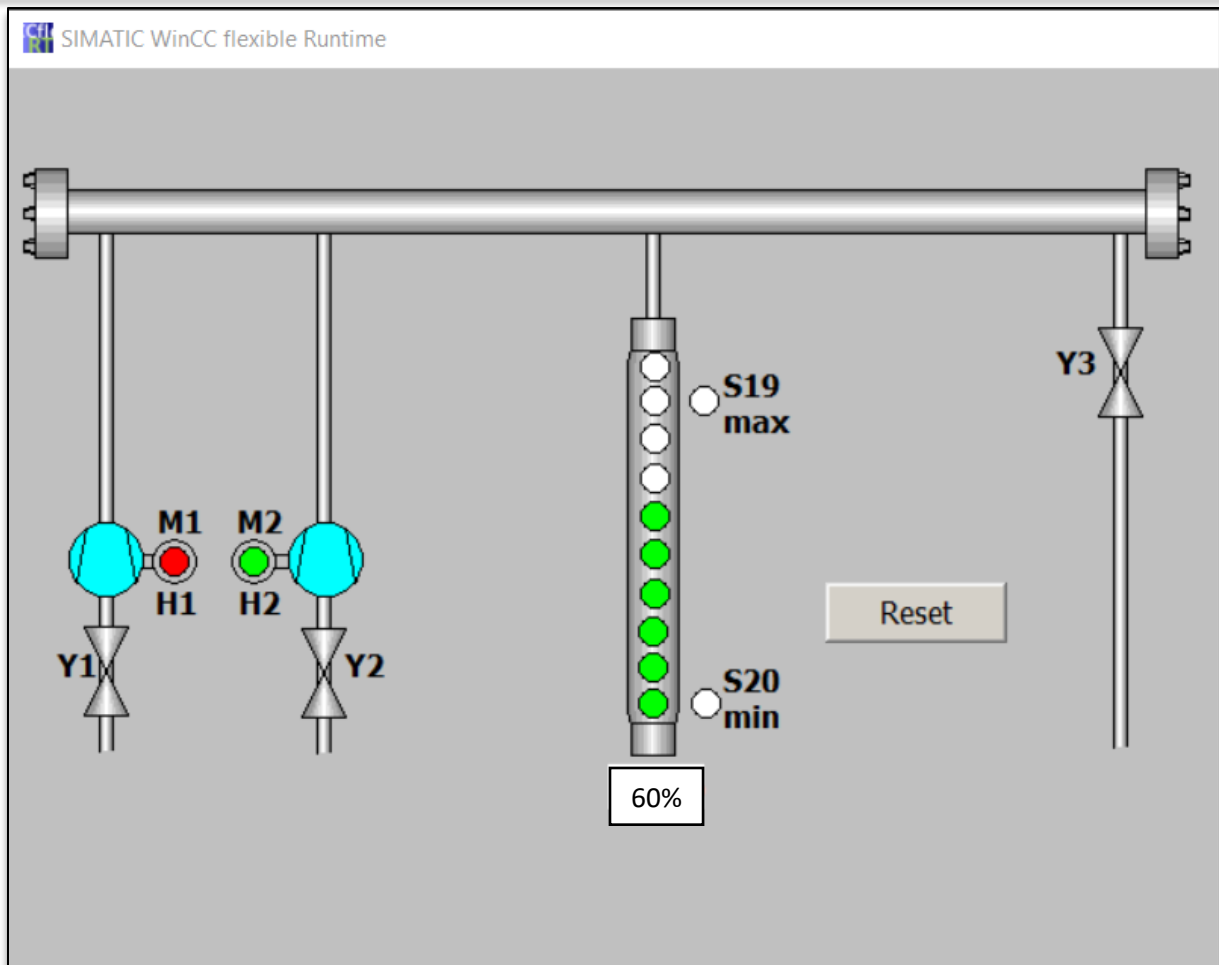 SIMATIC WinCC flexible Runtime
S19
max
Y3
M1
M2
H1
H2
Reset
Y1
Y2
S20
min
60%